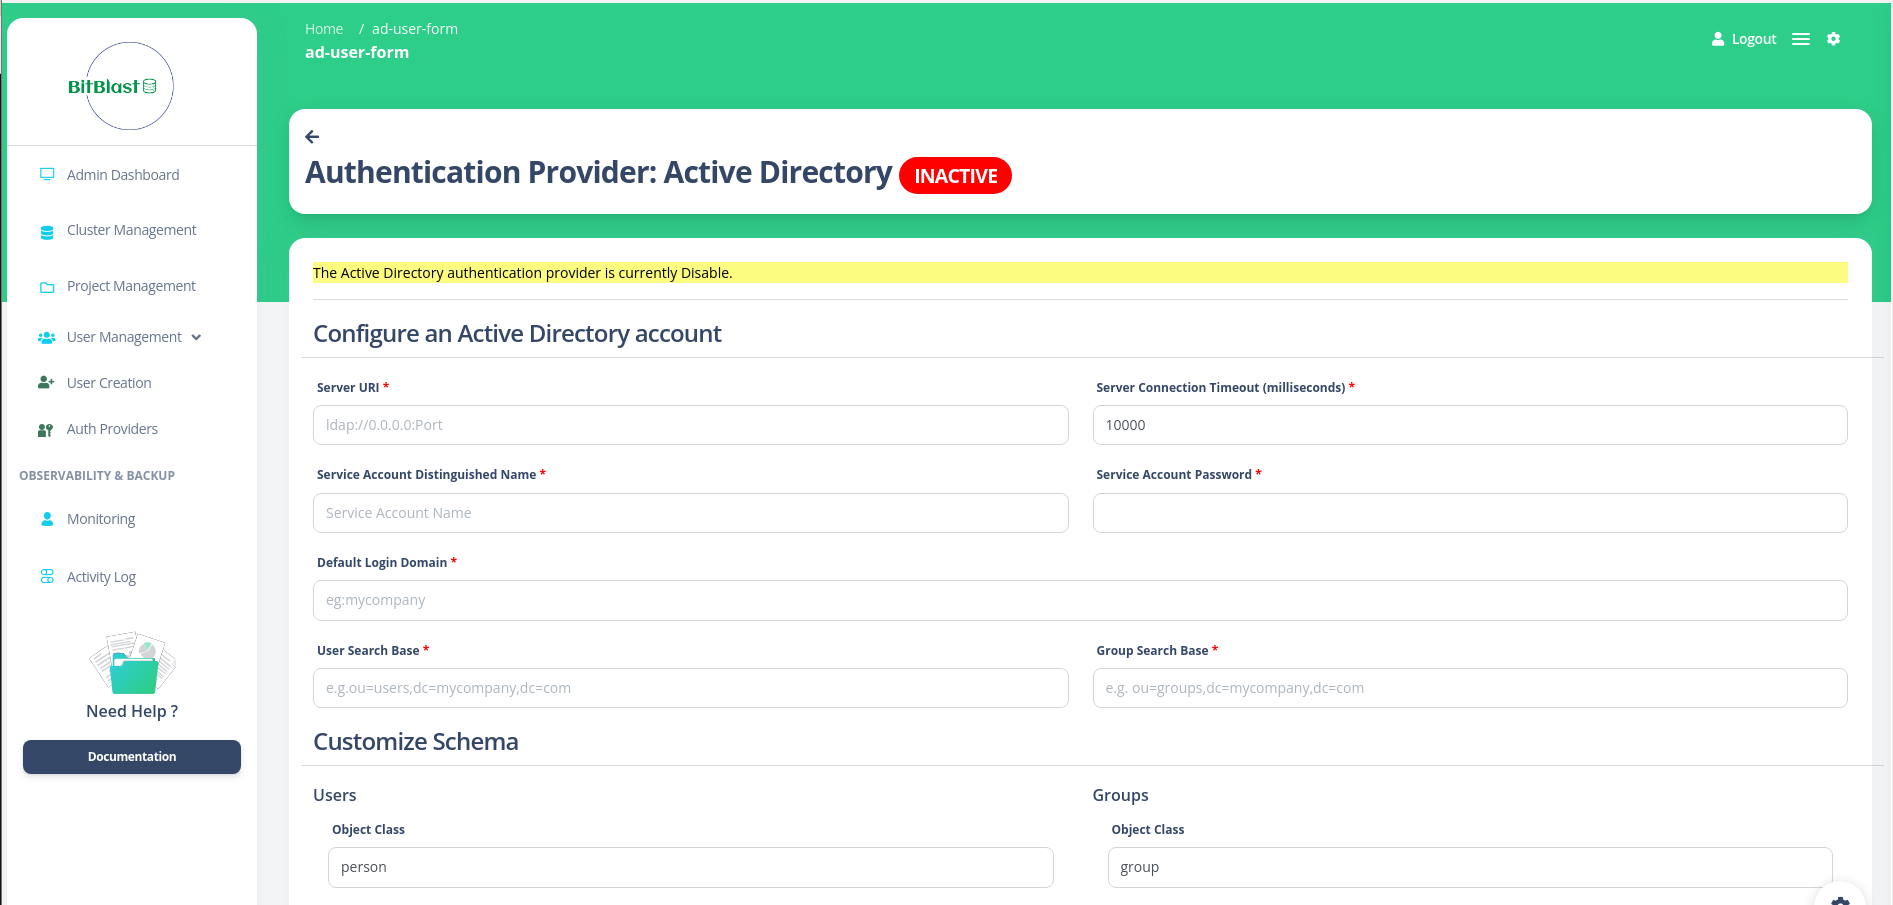 BitBlast
Admin Dashboard
Cluster Management
Project Management
User Management
User Creation
Auth Providers
OBSERVABILITY & BACKUP
Monitoring
Activity Log
Need Help ?
Documentation
Home / ad-user-form
ad-user-form
Logout
Authentication Provider: Active Directory INACTIVE
The Active Directory authentication provider is currently Disable.
Configure an Active Directory account
Server URI *
ldap://0.0.0.0:Port
Server Connection Timeout (milliseconds) *
10000
Service Account Distinguished Name *
Service Account Name
Service Account Password *
Default Login Domain *
eg:mycompany
User Search Base *
e.g.ou=users,dc=mycompany,dc=com
Group Search Base *
e.g. ou=groups,dc=mycompany,dc=com
Customize Schema
Users
Object Class
person
Groups
Object Class
group